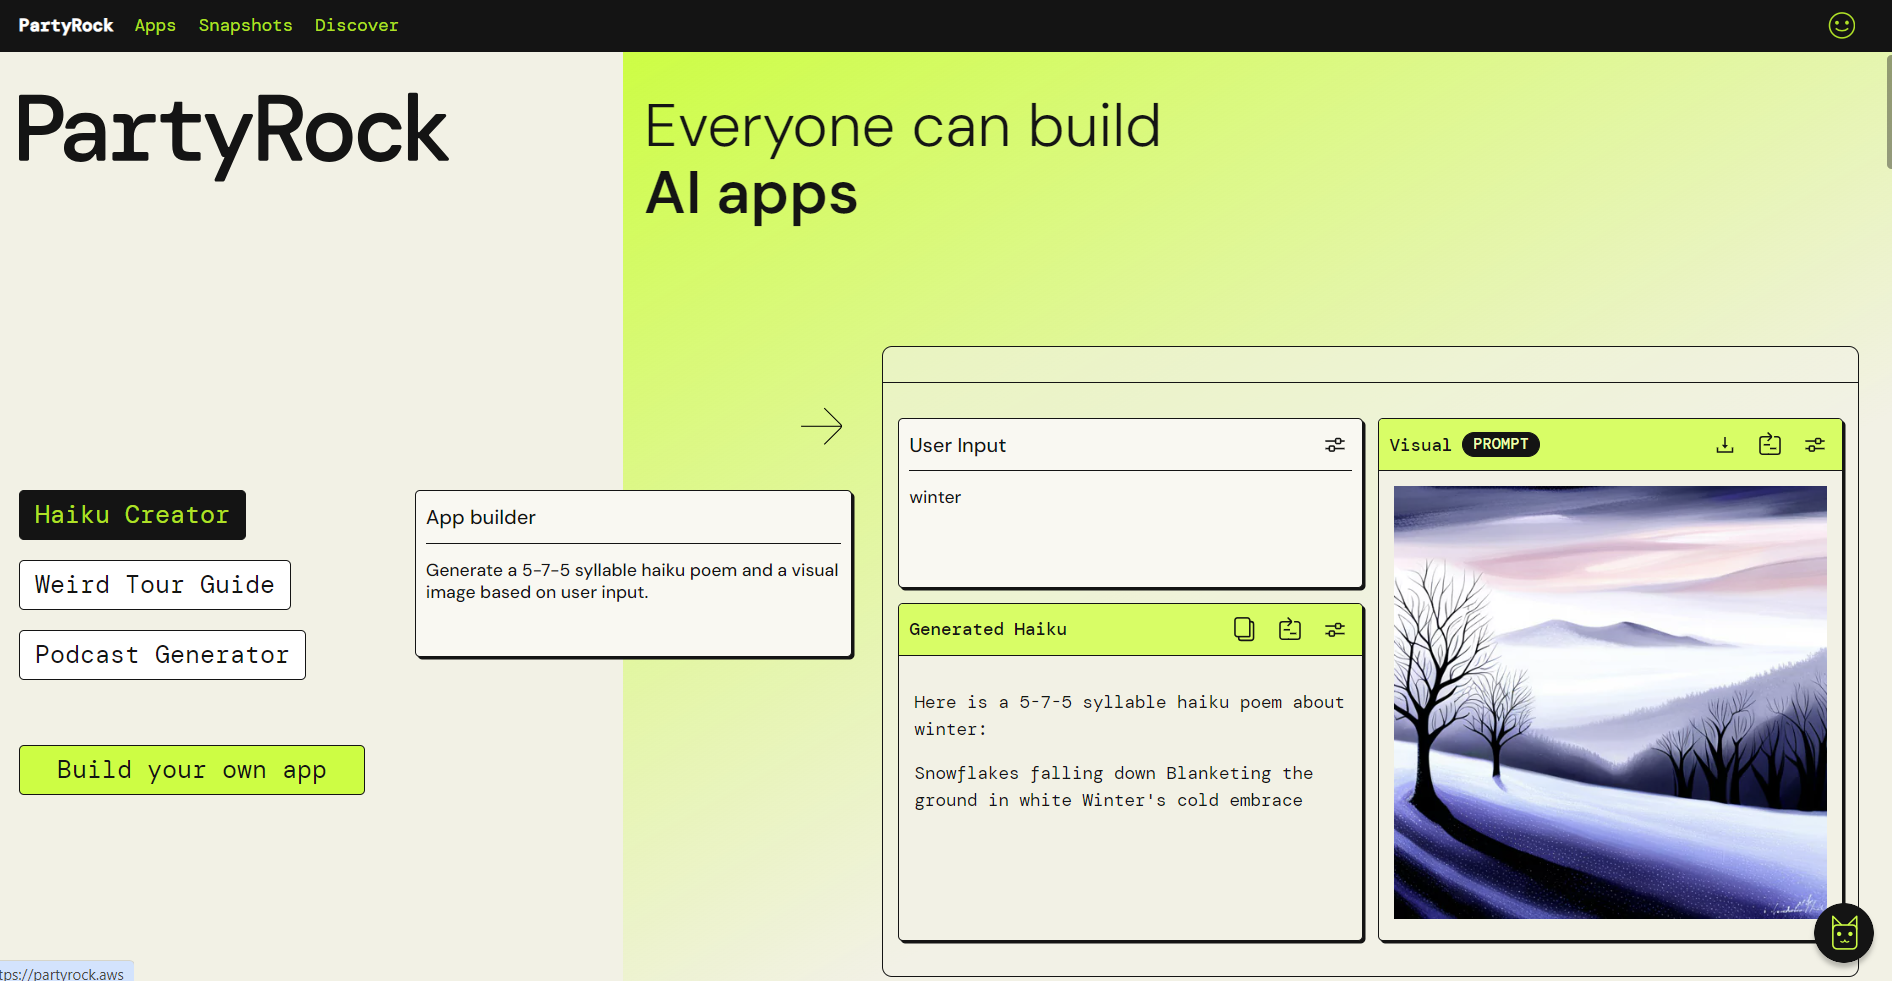 PartyRock Apps Snapshots Discover
PartyRock
Everyone can build
AI apps
Haiku Creator
Weird Tour Guide
Podcast Generator
Build your own app
App builder
Generate a 5-7-5 syllable haiku poem and a visual
image based on user input.
User Input
winter
Generated Haiku
Here is a 5-7-5 syllable haiku poem about
winter:
Snowflakes falling down Blanketing the
ground in white Winter's cold embrace
Visual PROMPT
tps://partyrock.aws